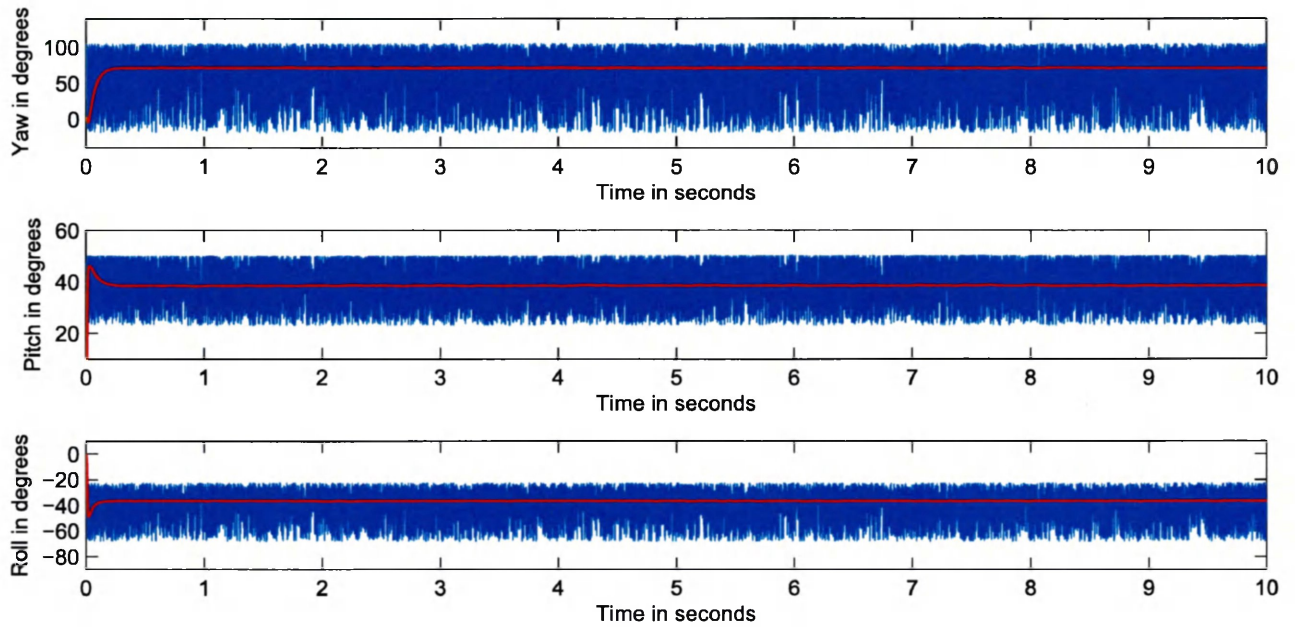 Yaw in degrees
100
50
0
0 1 2 3 4 5 6 7 8 9 10
Time in seconds
Pitch in degrees
60
40
20
0 1 2 3 4 5 6 7 8 9 10
Time in seconds
Roll in degrees
0
−20
−40
−60
−80
0 1 2 3 4 5 6 7 8 9 10
Time in seconds